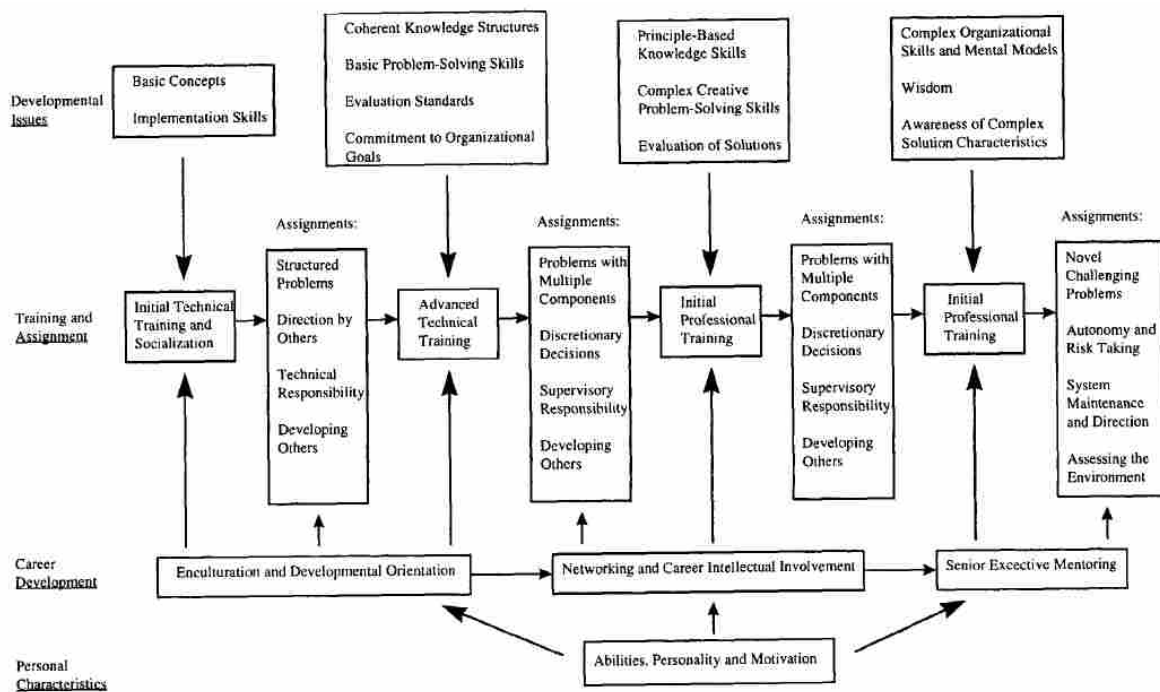 Developmental
Issues
Basic Concepts
Implementation Skills
Coherent Knowledge Structures
Basic Problem-Solving Skills
Evaluation Standards
Commitment to Organizational
Goals
Principle-Based
Knowledge Skills
Complex Creative
Problem-Solving Skills
Evaluation of Solutions
Complex Organizational
Skills and Mental Models
Wisdom
Awareness of Complex
Solution Characteristics
Training and
Assignment
Initial Technical
Training and
Socialization
Assignments:
Structured
Problems
Direction by
Others
Technical
Responsibility
Developing
Others
Advanced
Technical
Training
Assignments:
Problems with
Multiple
Components
Discretionary
Decisions
Supervisory
Responsibility
Developing
Others
Initial
Professional
Training
Assignments:
Problems with
Multiple
Components
Discretionary
Decisions
Supervisory
Responsibility
Developing
Others
Initial
Professional
Training
Assignments:
Novel
Challenging
Problems
Autonomy and
Risk Taking
System
Maintenance
and Direction
Assessing the
Environment
Career
Development
Enculturation and Developmental Orientation
Networking and Career Intellectual Involvement
Senior Excective Mentoring
Personal
Characteristics
Abilities, Personality and Motivation